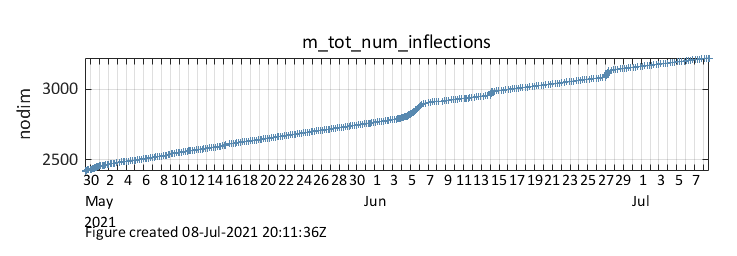 m_tot_num_inflections
3000
nodim
2500
30 2 4 6 8 10 12 14 16 18 20 22 24 26 28 30 1 3 5 7 9 11 13 15 17 19 21 23 25 27 29 1 3 5 7
May Jun Jul
2021
Figure created 08-Jul-2021 20:11:36Z